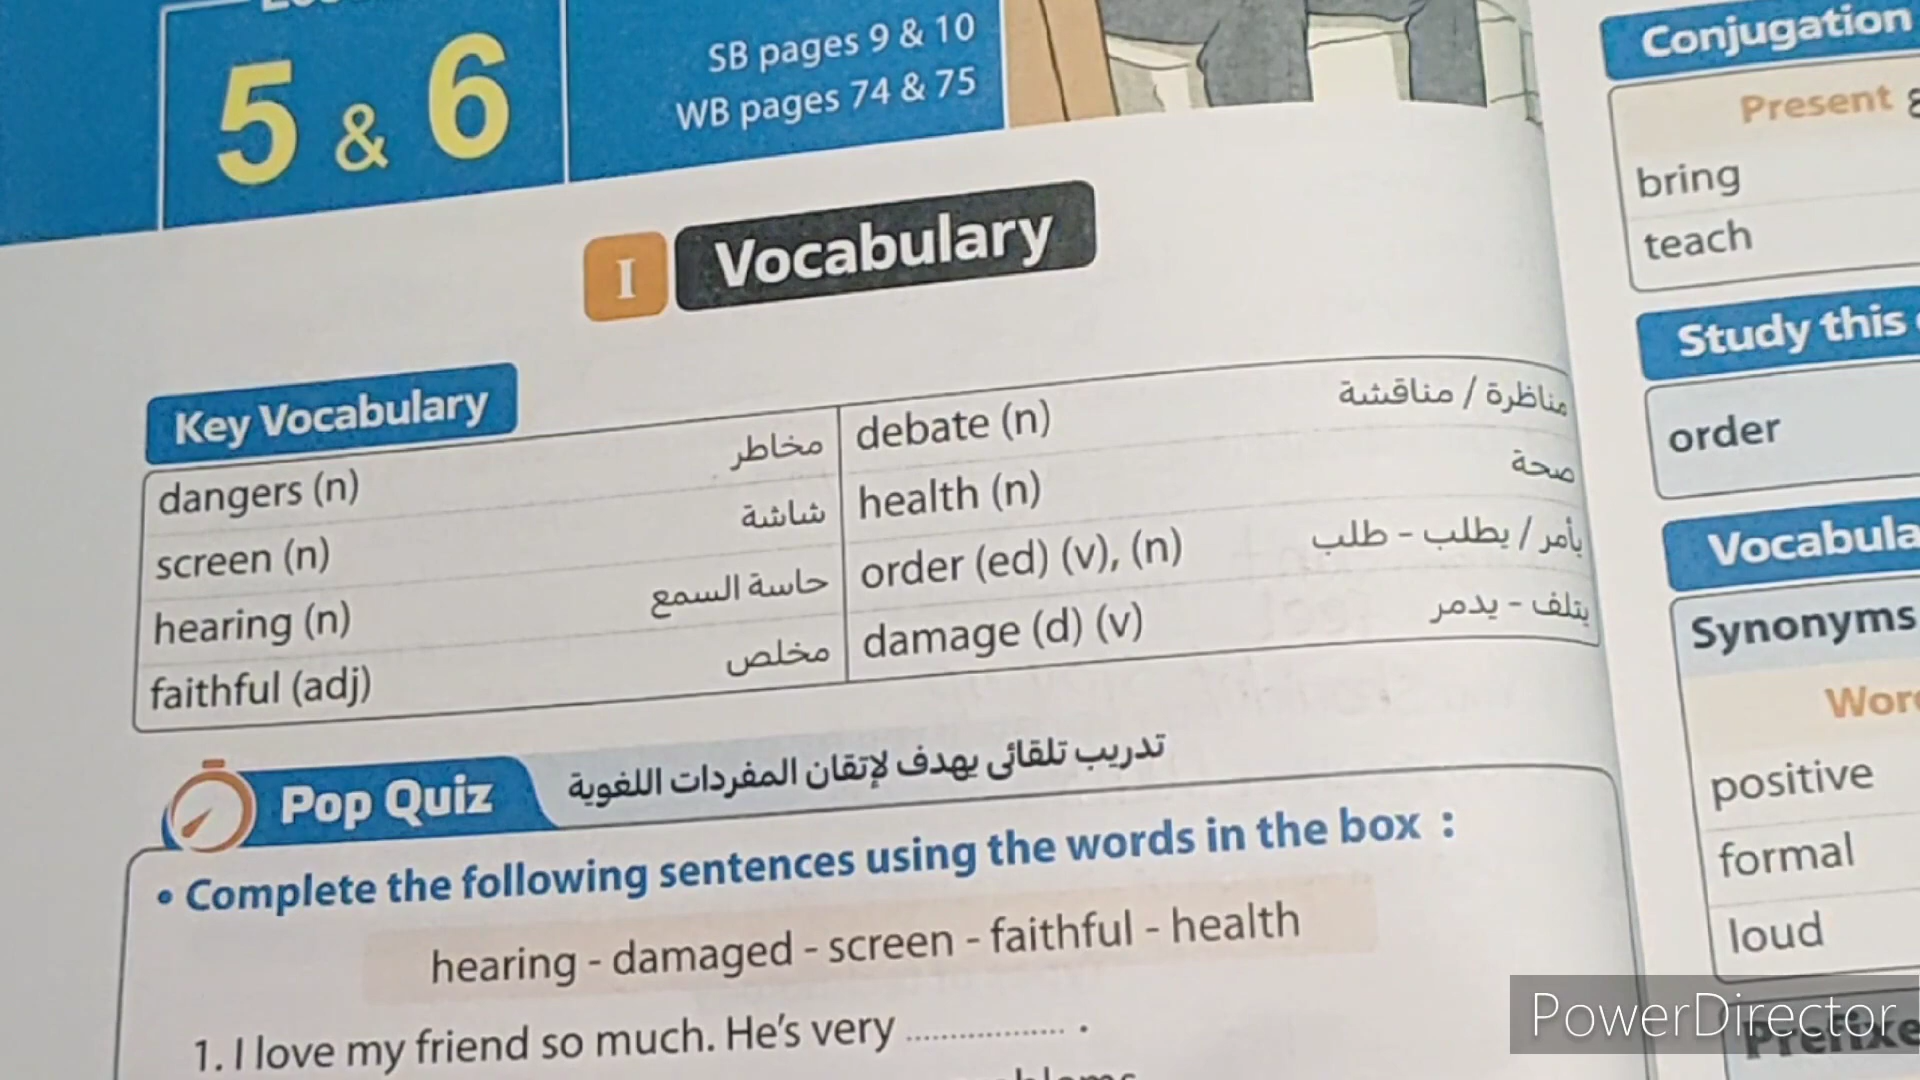 5 & 6
SB pages 9 & 10
WB pages 74 & 75
I Vocabulary
Key Vocabulary
dangers (n) مخاطر
screen (n) شاشة
hearing (n) حاسة السمع
faithful (adj) مخلص
debate (n) مناظرة / مناقشة
health (n) صحة
order (ed) (v), (n) يأمر / يطلب - طلب
damage (d) (v) يتلف - يدمر
Pop Quiz تدريب تلقائى يهدف لإتقان المفردات اللغوية
• Complete the following sentences using the words in the box :
hearing - damaged - screen - faithful - health
1. I love my friend so much. He's very .................. .
Conjugation
Present
bring
teach
Study this
order
Synonyms
positive
formal
loud
PowerDirector